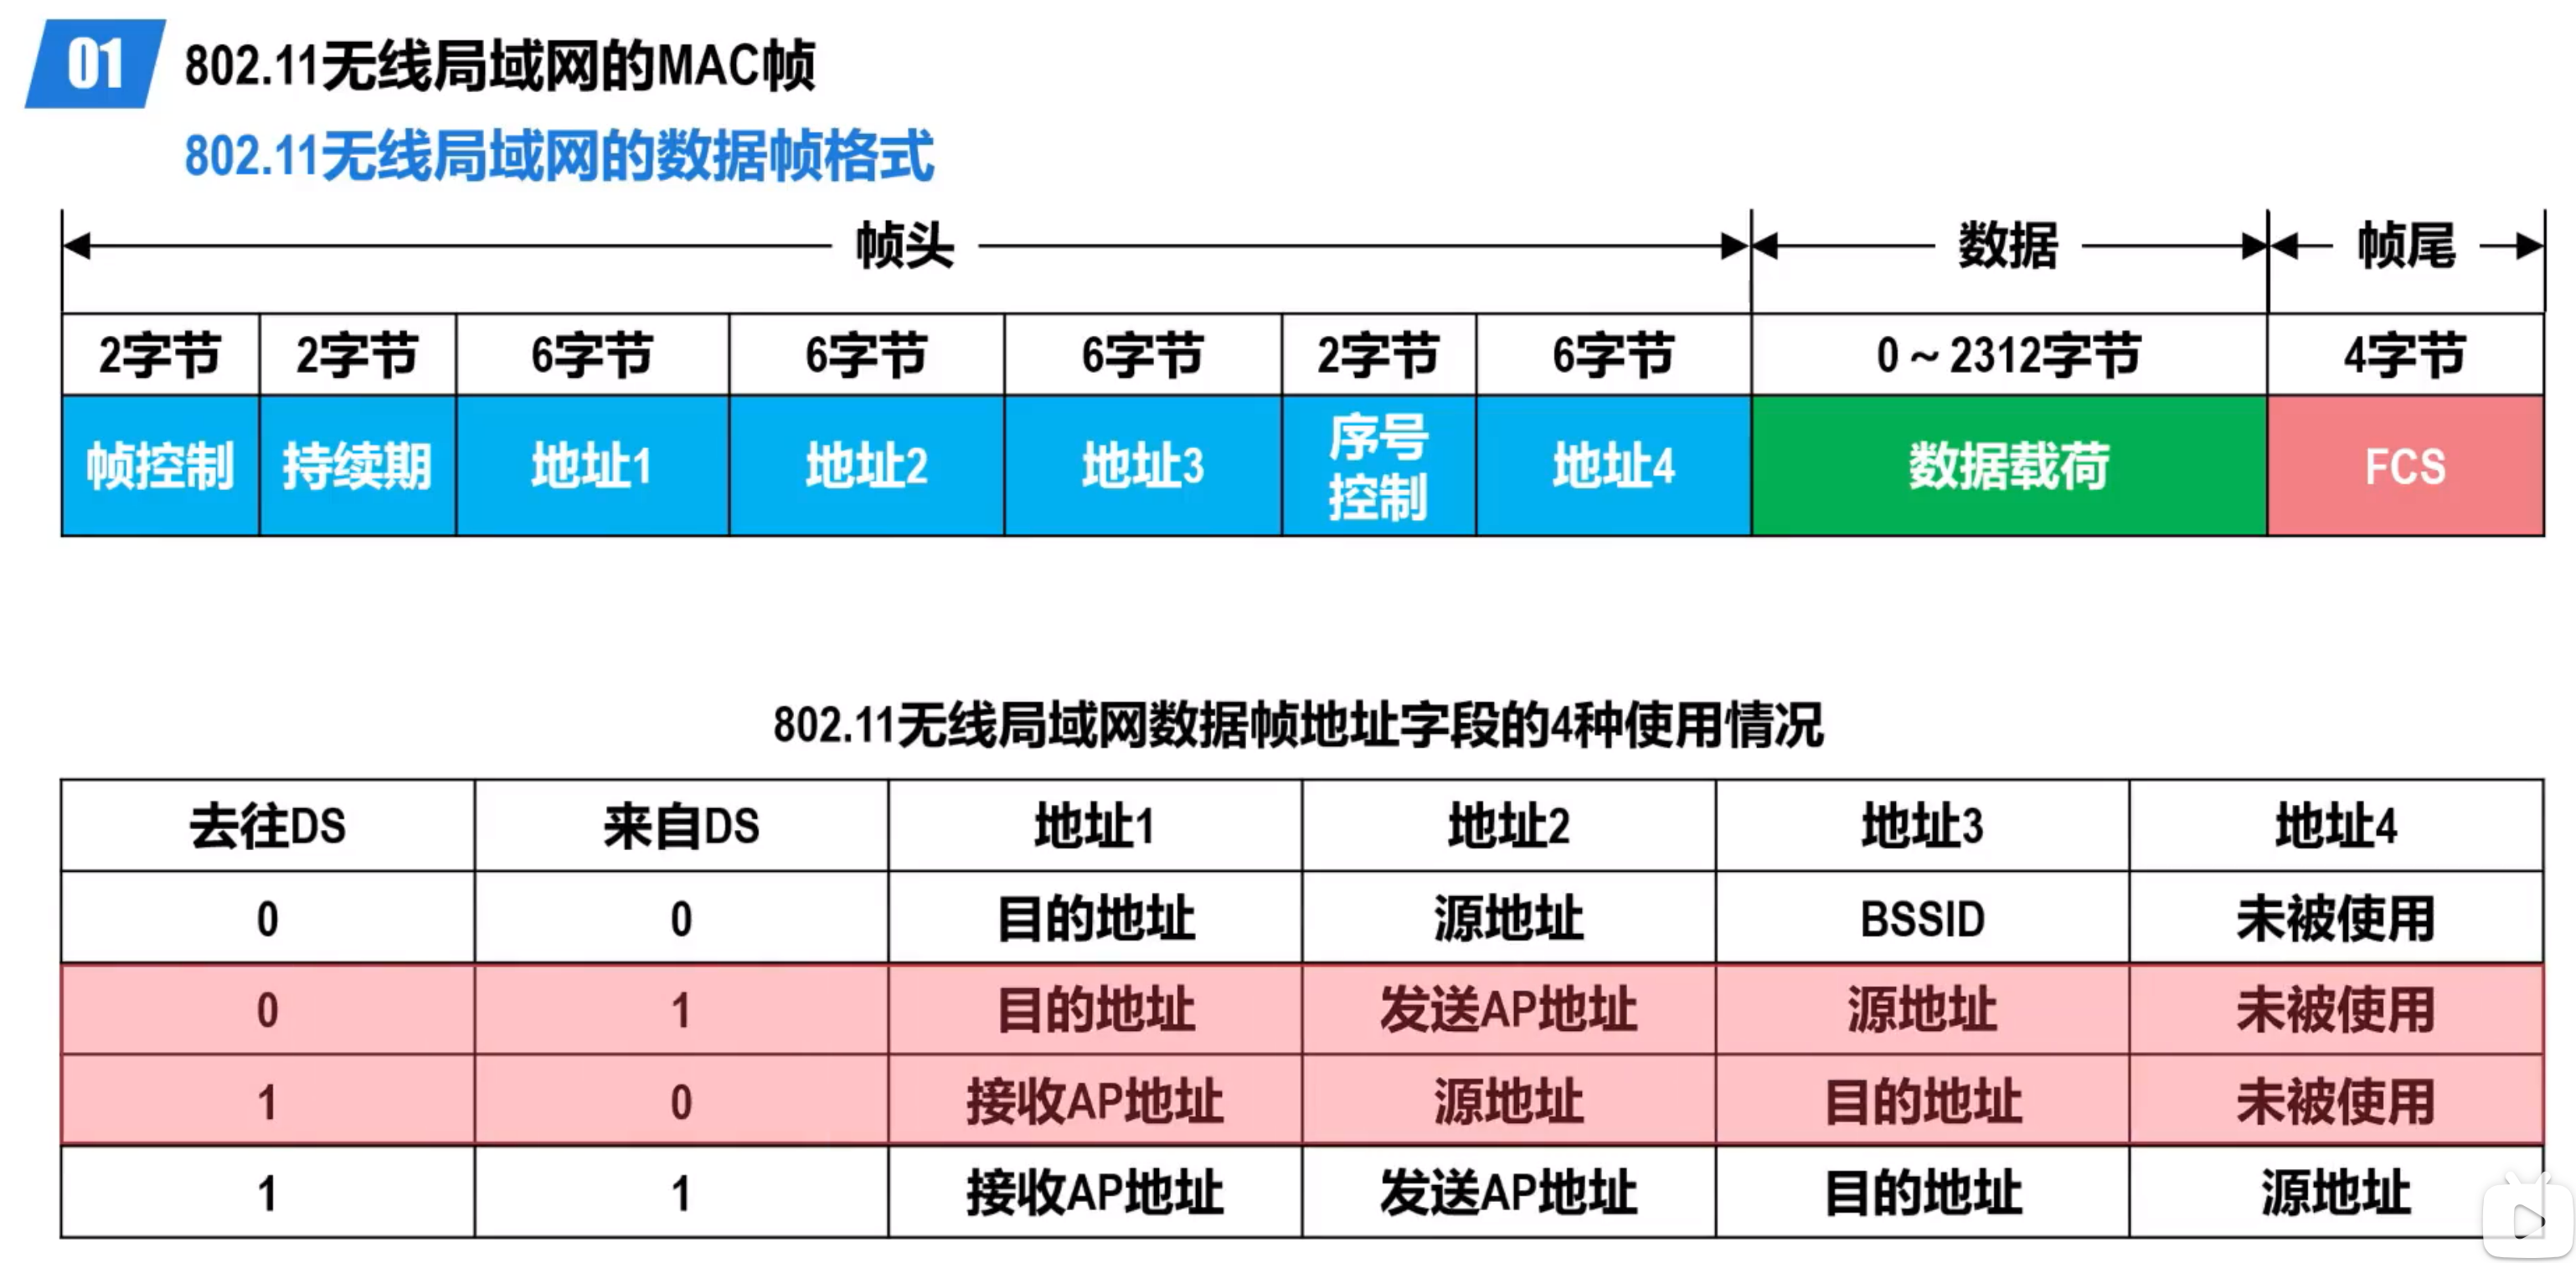 01
802.11无线局域网的MAC帧
802.11无线局域网的数据帧格式
帧头 数据 帧尾
2字节 2字节 6字节 6字节 6字节 2字节 6字节 0～2312字节 4字节
帧控制 持续期 地址1 地址2 地址3 序号 地址4 数据载荷 FCS
控制
802.11无线局域网数据帧地址字段的4种使用情况
去往DS 来自DS 地址1 地址2 地址3 地址4
0 0 目的地址 源地址 BSSID 未被使用
0 1 目的地址 发送AP地址 源地址 未被使用
1 0 接收AP地址 源地址 目的地址 未被使用
1 1 接收AP地址 发送AP地址 目的地址 源地址